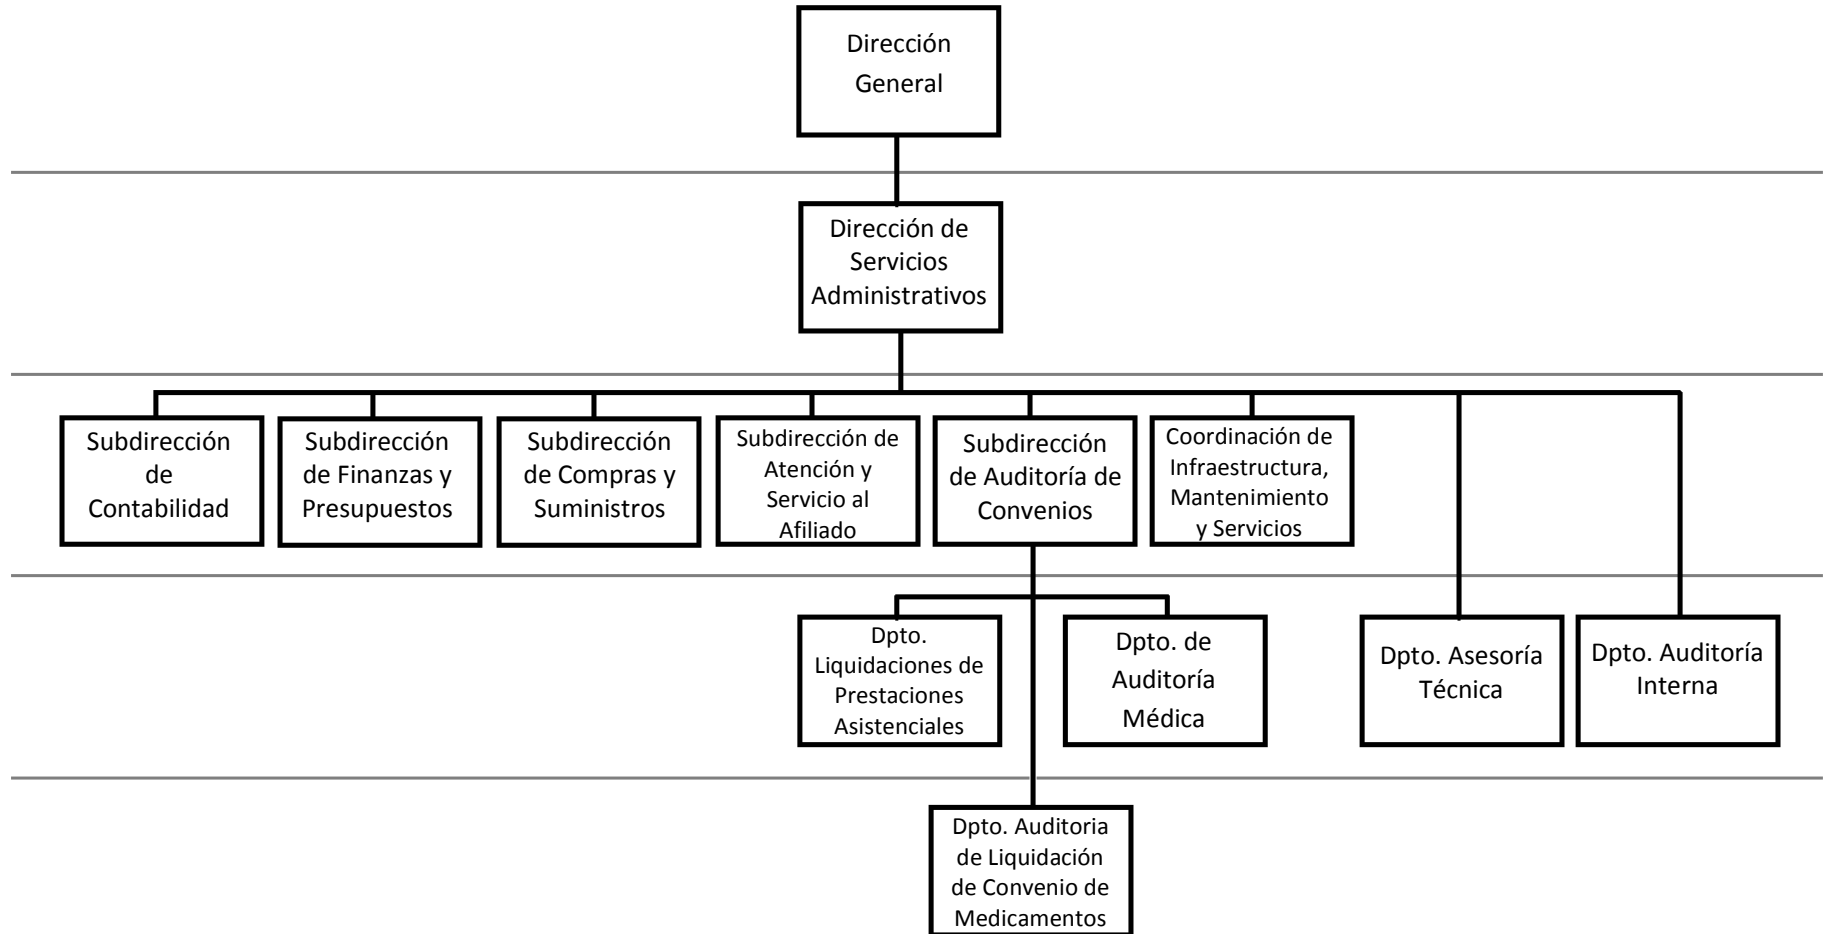 Dirección
General
Dirección de
Servicios
Administrativos
Subdirección
de
Contabilidad
Subdirección
de Finanzas y
Presupuestos
Subdirección
de Compras y
Suministros
Subdirección de
Atención y
Servicio al
Afiliado
Subdirección
de Auditoría de
Convenios
Coordinación de
Infraestructura,
Mantenimiento
y Servicios
Dpto.
Liquidaciones de
Prestaciones
Asistenciales
Dpto. de
Auditoría
Médica
Dpto. Asesoría
Técnica
Dpto. Auditoría
Interna
Dpto. Auditoria
de Liquidación
de Convenio de
Medicamentos